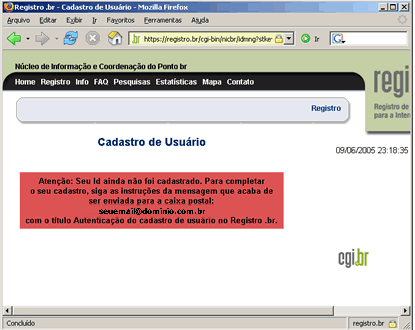 Registro .br - Cadastro de Usuário - Mozilla Firefox
Arquivo Editar Exibir Ir Favoritos Ferramentas Ajuda
https://registro.br/cgi-bin/nicbr/idmng?stke Ir
Núcleo de Informação e Coordenação do Ponto br
Home Registro Info FAQ Pesquisas Estatísticas Mapa Contato
regi
Registro de
para a Inter
Registro
Cadastro de Usuário
09/06/2005 23:18:35
Atenção: Seu Id ainda não foi cadastrado. Para completar
o seu cadastro, siga as instruções da mensagem que acaba de
ser enviada para a caixa postal:
seuemail@dominio.com.br
com o título Autenticação do cadastro de usuário no Registro .br.
cgi.br
Concluído registro.br